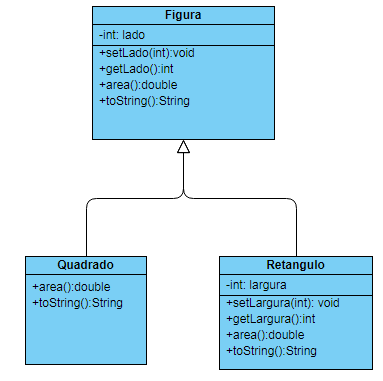 Figura
-int: lado
+setLado(int):void
+getLado():int
+area():double
+toString():String
Quadrado
+area():double
+toString():String
Retangulo
-int: largura
+setLargura(int): void
+getLargura():int
+area():double
+toString():String